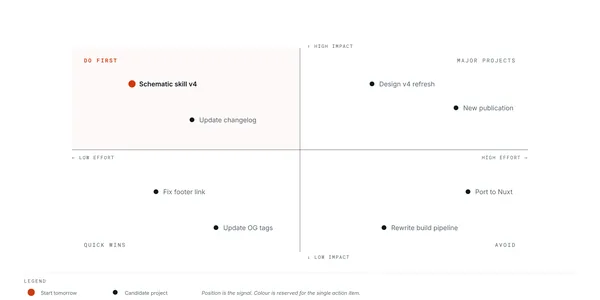 ↑ HIGH IMPACT
DO FIRST
MAJOR PROJECTS
Schematic skill v4
Design v4 refresh
New publication
Update changelog
← LOW EFFORT
HIGH EFFORT →
Fix footer link
Port to Nuxt
Update OG tags
Rewrite build pipeline
QUICK WINS
AVOID
↓ LOW IMPACT
LEGEND
Start tomorrow
Candidate project
Position is the signal. Colour is reserved for the single action item.